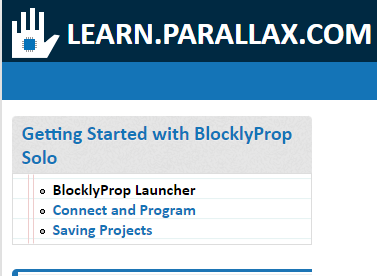 LEARN.PARALLAX.COM
Getting Started with BlocklyProp
Solo
BlocklyProp Launcher
Connect and Program
Saving Projects